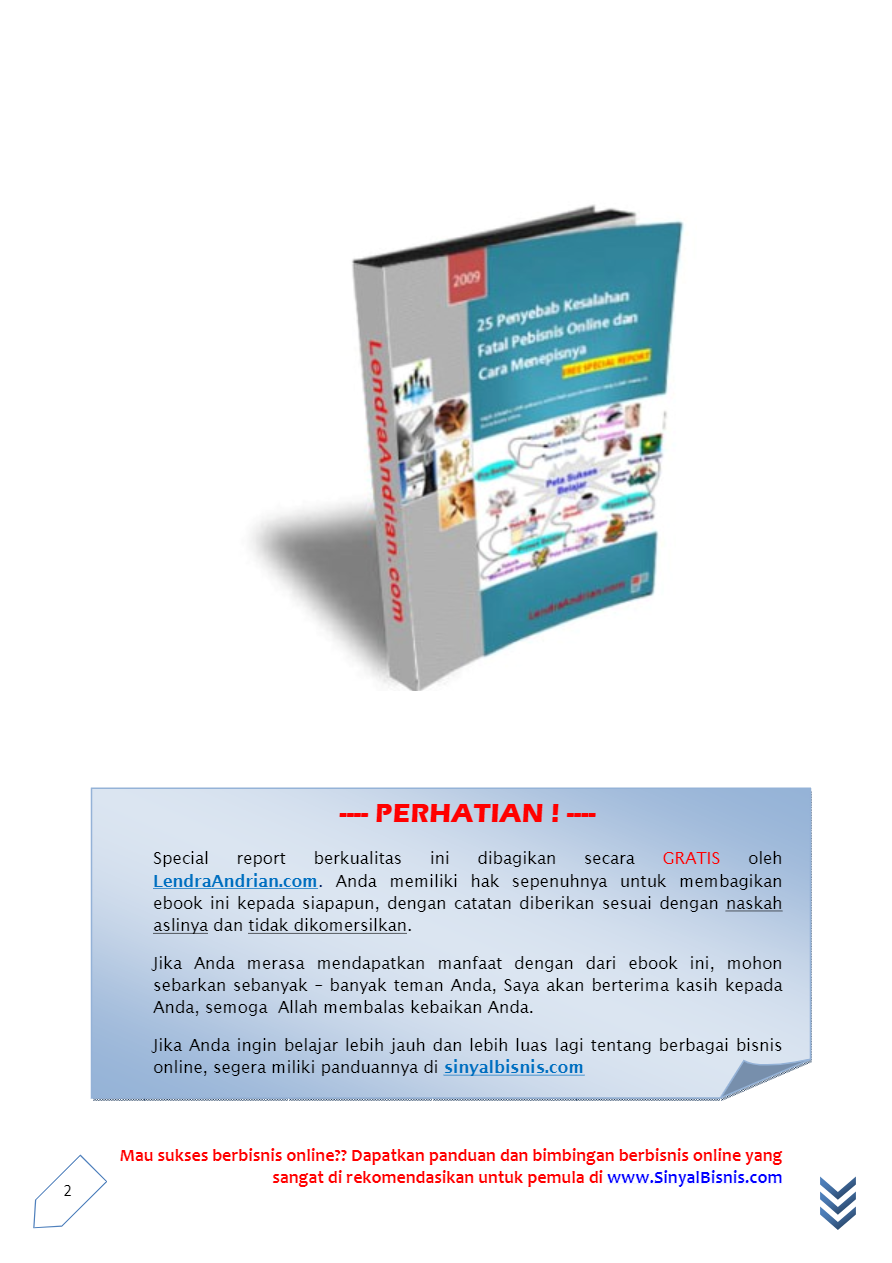 2009
25 Penyebab Kesalahan
Fatal Pebisnis Online dan
Cara Menepisnya
FREE SPECIAL REPORT
LendraAndrian.com
Pra Belajar
Peta Sukses
Belajar
LendraAndrian.com
---- PERHATIAN ! ----
Special report berkualitas ini dibagikan secara GRATIS oleh
LendraAndrian.com. Anda memiliki hak sepenuhnya untuk membagikan
ebook ini kepada siapapun, dengan catatan diberikan sesuai dengan naskah
aslinya dan tidak dikomersilkan.
Jika Anda merasa mendapatkan manfaat dengan dari ebook ini, mohon
sebarkan sebanyak – banyak teman Anda, Saya akan berterima kasih kepada
Anda, semoga Allah membalas kebaikan Anda.
Jika Anda ingin belajar lebih jauh dan lebih luas lagi tentang berbagai bisnis
online, segera miliki panduannya di sinyalbisnis.com
Mau sukses berbisnis online?? Dapatkan panduan dan bimbingan berbisnis online yang
sangat di rekomendasikan untuk pemula di www.SinyalBisnis.com
2